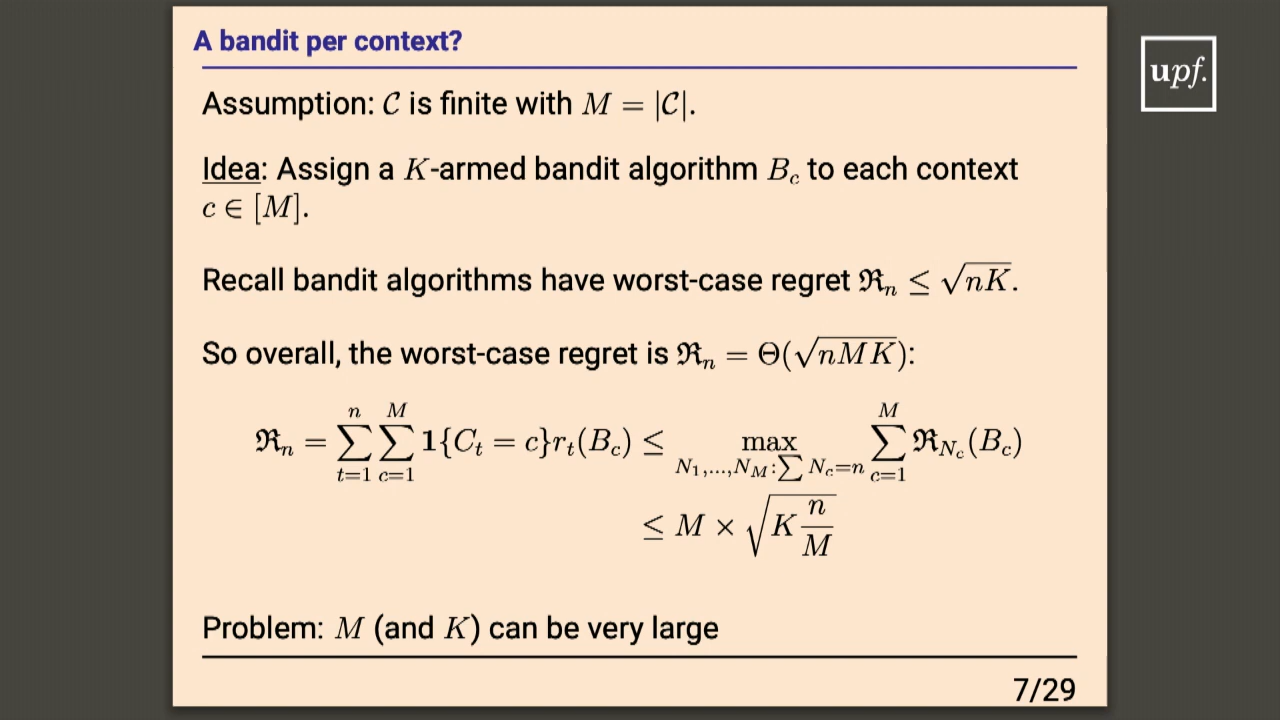 A bandit per context?
upf.
Assumption: 𝒞 is finite with M = |𝒞|.
Idea: Assign a K-armed bandit algorithm B_c to each context
c ∈ [M].
Recall bandit algorithms have worst-case regret ℜ_n ≤ √(nK).
So overall, the worst-case regret is ℜ_n = Θ(√(nMK)):
ℜ_n = ∑_{t=1}^{n} ∑_{c=1}^{M} 𝟏{C_t = c}r_t(B_c) ≤ max_{N_1,...,N_M:∑ N_c=n} ∑_{c=1}^{M} ℜ_{N_c}(B_c)
≤ M × √(K n/M)
Problem: M (and K) can be very large
7/29